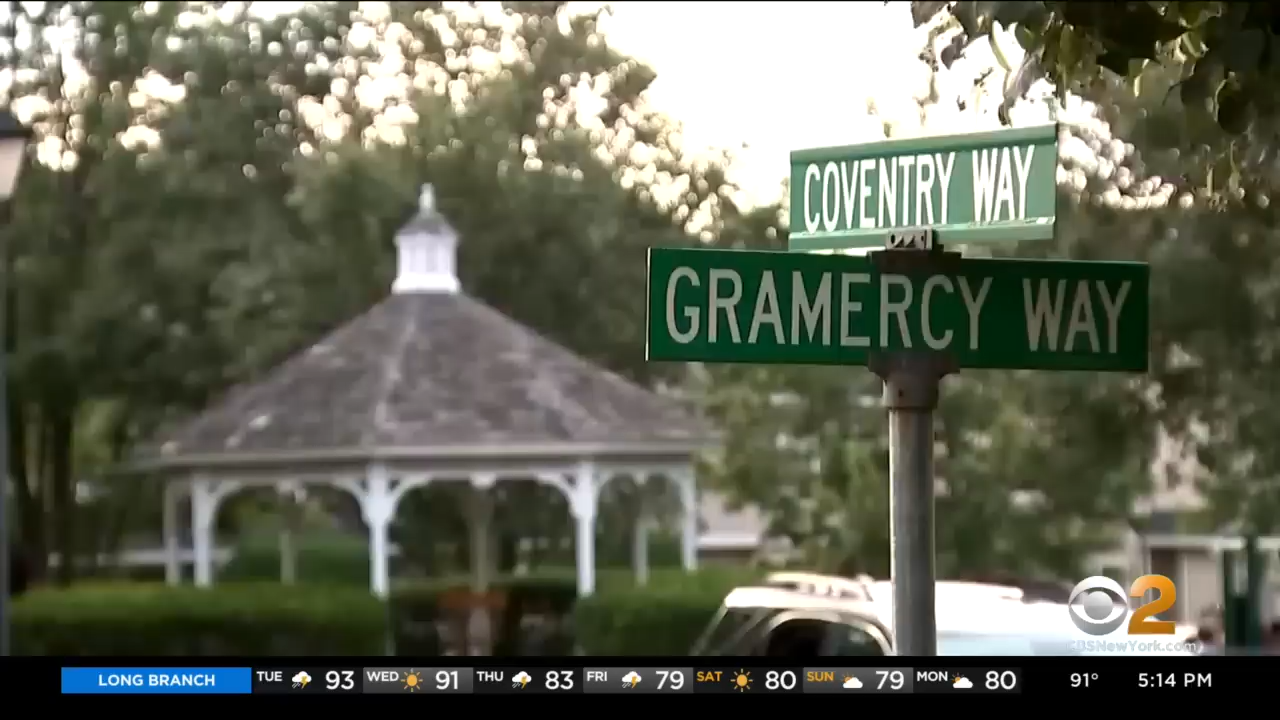 COVENTRY WAY
GRAMERCY WAY
2
CBSNewYork.com
LONG BRANCH TUE 93 WED 91 THU 83 FRI 79 SAT 80 SUN 79 MON 80 91° 5:14 PM